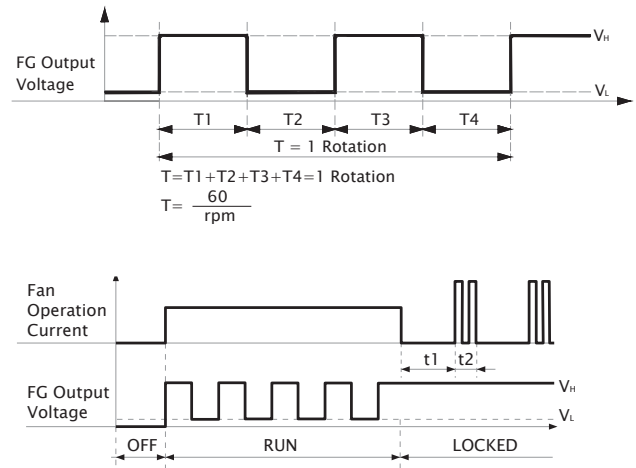 FG Output
Voltage
VH
VL
T1 T2 T3 T4
T = 1 Rotation
T=T1+T2+T3+T4=1 Rotation
T= 60
rpm
Fan
Operation
Current
t1 t2
FG Output
Voltage
VH
VL
OFF RUN LOCKED